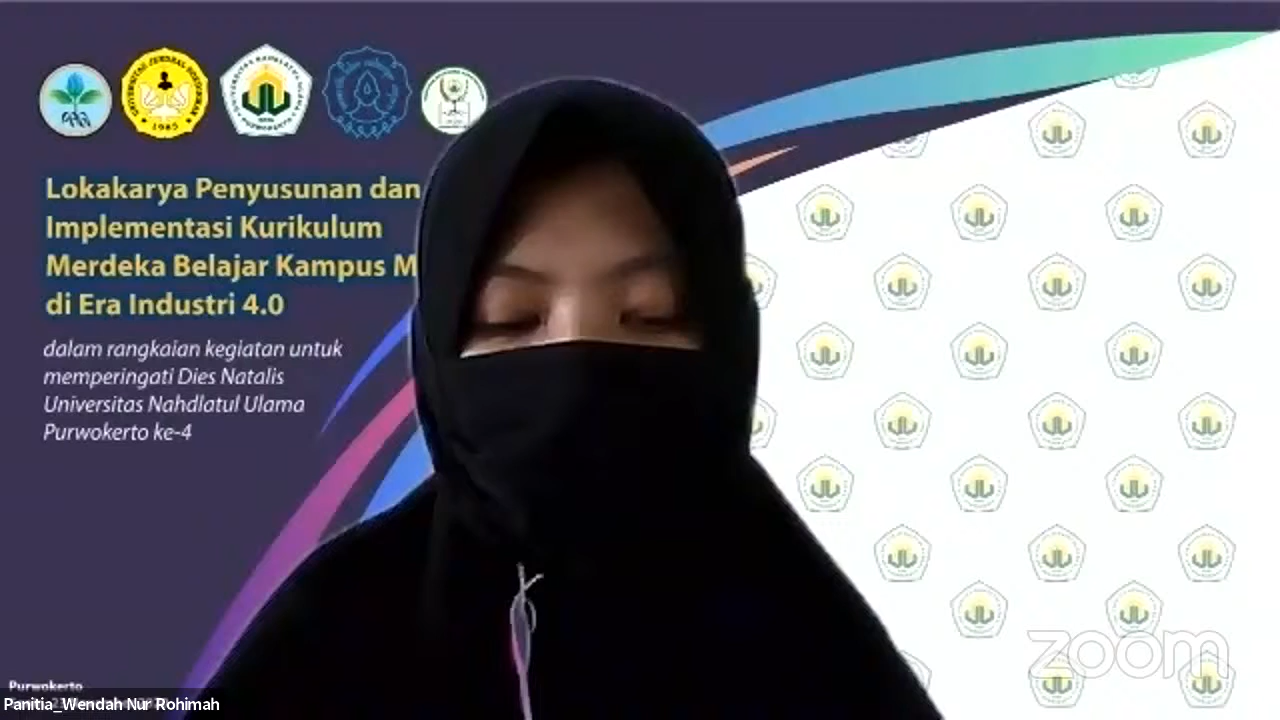 Lokakarya Penyusunan dan
Implementasi Kurikulum
Merdeka Belajar Kampus M
di Era Industri 4.0
dalam rangkaian kegiatan untuk
memperingati Dies Natalis
Universitas Nahdlatul Ulama
Purwokerto ke-4
Purwokerto
Panitia_Wendah Nur Rohimah
zoom